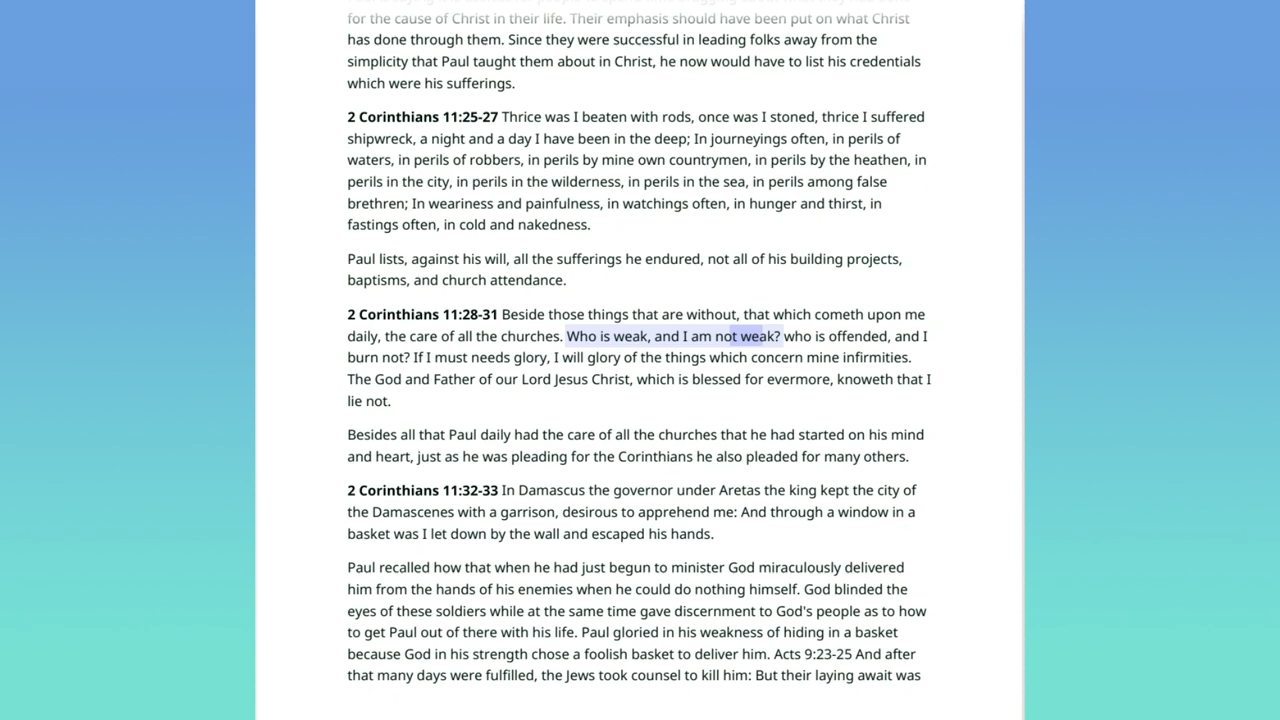 for the cause of Christ in their life. Their emphasis should have been put on what Christ
has done through them. Since they were successful in leading folks away from the
simplicity that Paul taught them about in Christ, he now would have to list his credentials
which were his sufferings.
2 Corinthians 11:25-27 Thrice was I beaten with rods, once was I stoned, thrice I suffered
shipwreck, a night and a day I have been in the deep; In journeyings often, in perils of
waters, in perils of robbers, in perils by mine own countrymen, in perils by the heathen, in
perils in the city, in perils in the wilderness, in perils in the sea, in perils among false
brethren; In weariness and painfulness, in watchings often, in hunger and thirst, in
fastings often, in cold and nakedness.
Paul lists, against his will, all the sufferings he endured, not all of his building projects,
baptisms, and church attendance.
2 Corinthians 11:28-31 Beside those things that are without, that which cometh upon me
daily, the care of all the churches. Who is weak, and I am not weak? who is offended, and I
burn not? If I must needs glory, I will glory of the things which concern mine infirmities.
The God and Father of our Lord Jesus Christ, which is blessed for evermore, knoweth that I
lie not.
Besides all that Paul daily had the care of all the churches that he had started on his mind
and heart, just as he was pleading for the Corinthians he also pleaded for many others.
2 Corinthians 11:32-33 In Damascus the governor under Aretas the king kept the city of
the Damascenes with a garrison, desirous to apprehend me: And through a window in a
basket was I let down by the wall and escaped his hands.
Paul recalled how that when he had just begun to minister God miraculously delivered
him from the hands of his enemies when he could do nothing himself. God blinded the
eyes of these soldiers while at the same time gave discernment to God's people as to how
to get Paul out of there with his life. Paul gloried in his weakness of hiding in a basket
because God in his strength chose a foolish basket to deliver him. Acts 9:23-25 And after
that many days were fulfilled, the Jews took counsel to kill him: But their laying await was